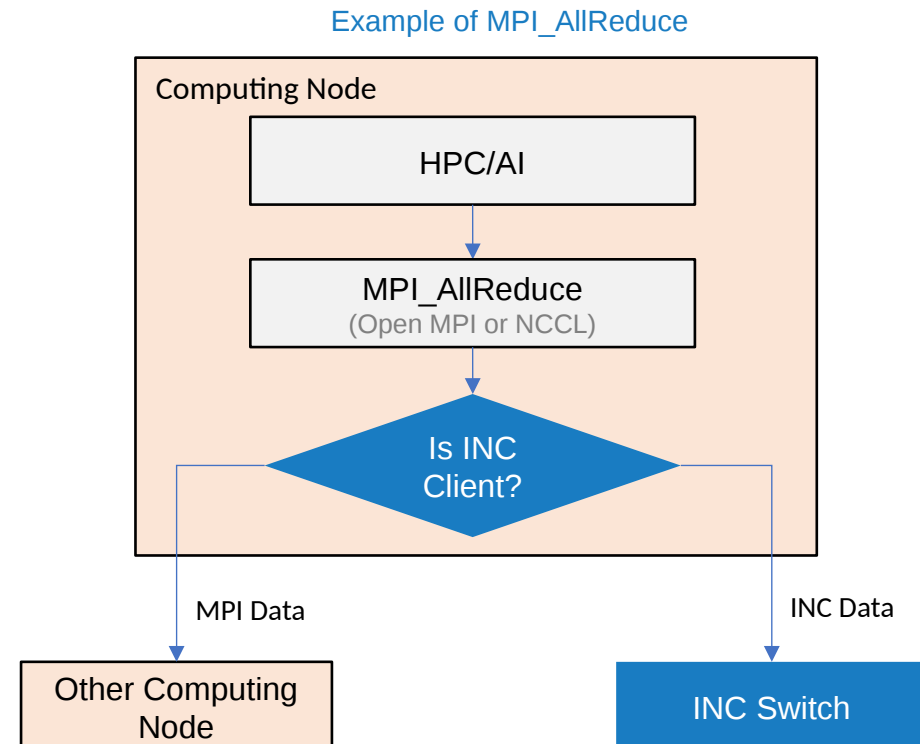 Example of MPI_AllReduce
Computing Node
HPC/AI
MPI_AllReduce
(Open MPI or NCCL)
Is INC
Client?
MPI Data
INC Data
Other Computing
Node
INC Switch